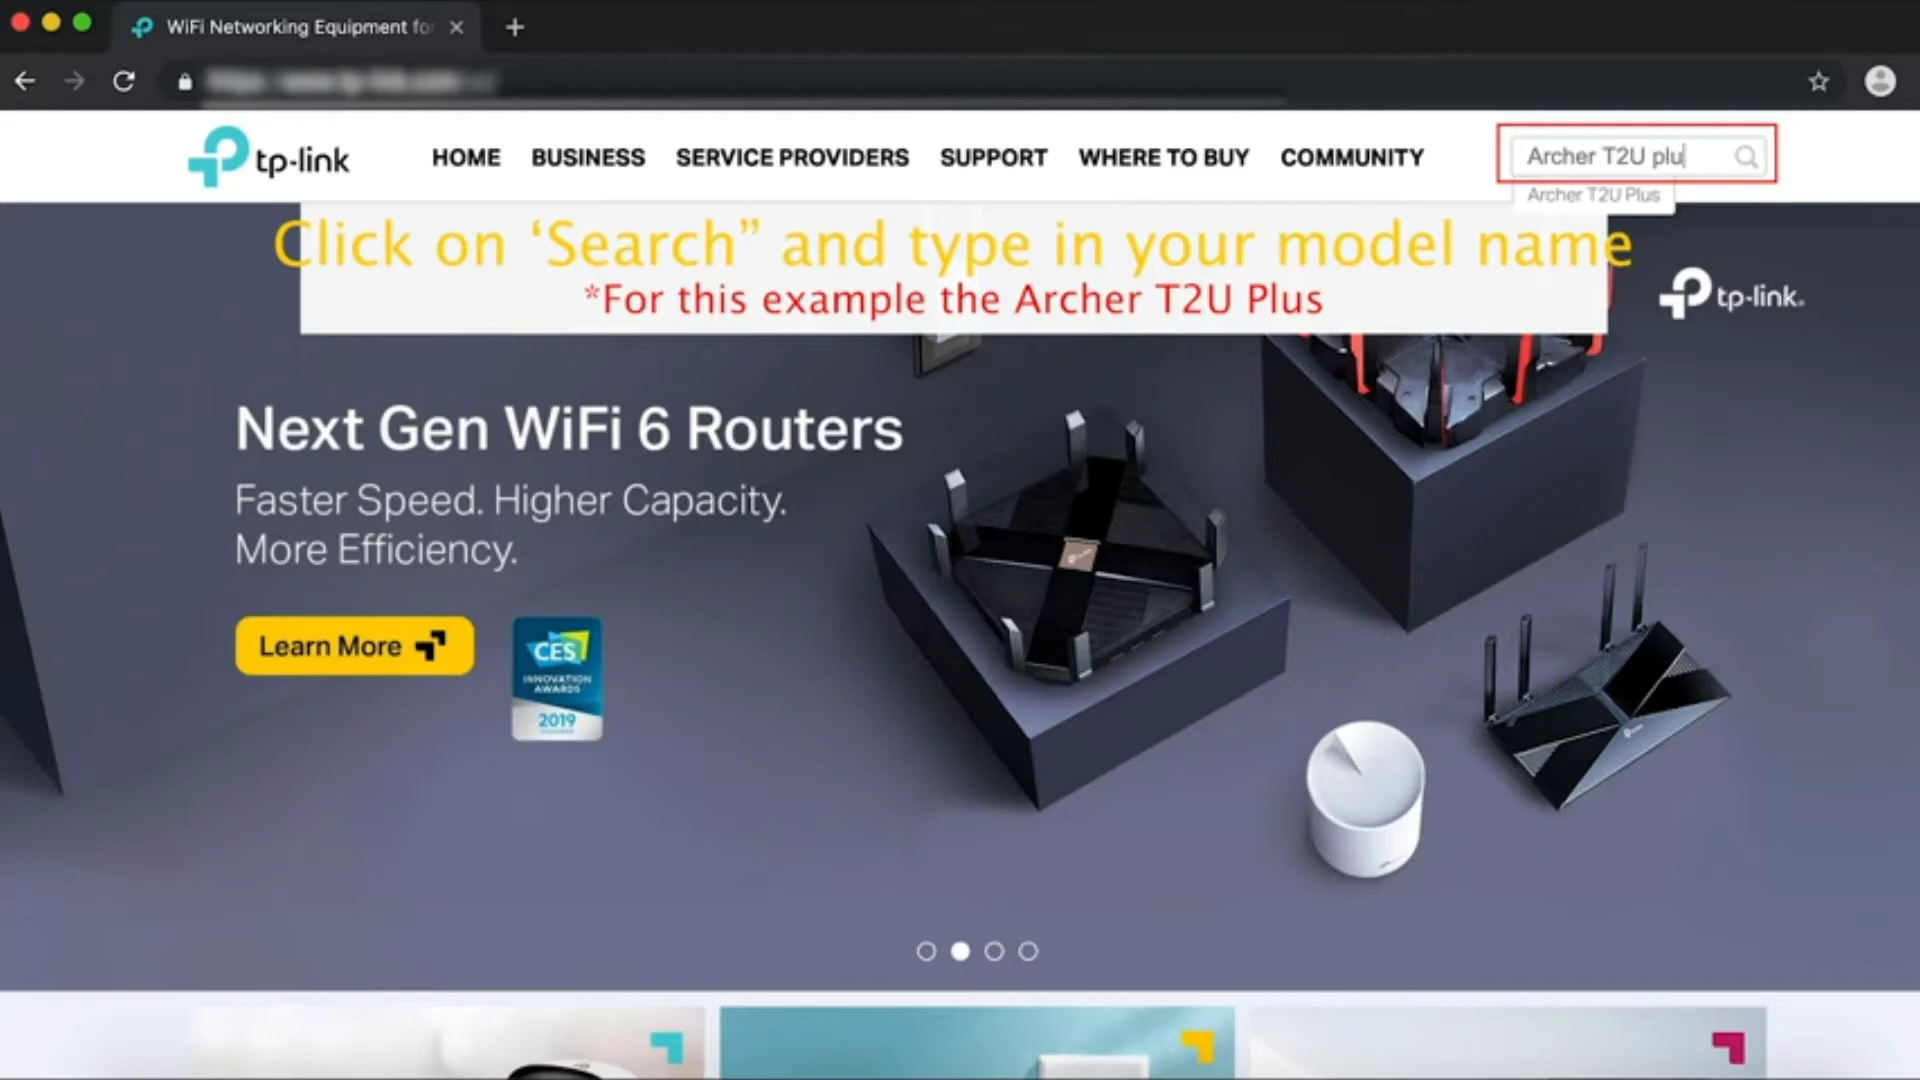 WiFi Networking Equipment for
tp-link
HOME
BUSINESS
SERVICE PROVIDERS
SUPPORT
WHERE TO BUY
COMMUNITY
Archer T2U plu
Archer T2U Plus
Click on ‘Search” and type in your model name
*For this example the Archer T2U Plus
tp-link
Next Gen WiFi 6 Routers
Faster Speed. Higher Capacity.
More Efficiency.
Learn More
CES
INNOVATION
AWARDS
2019